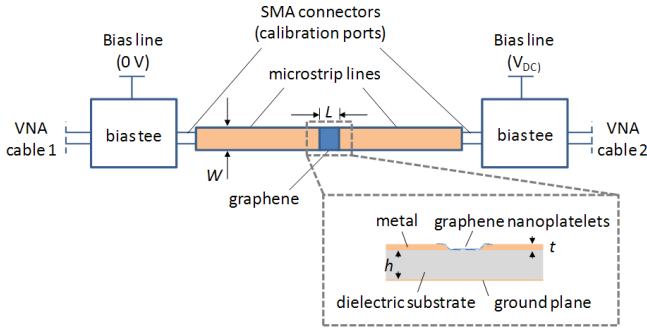 SMA connectors
(calibration ports)
Bias line
(0 V)
Bias line
(V_DC)
microstrip lines
L
VNA
cable 1
bias tee
bias tee
VNA
cable 2
W
graphene
metal
graphene nanoplatelets
t
h
dielectric substrate
ground plane